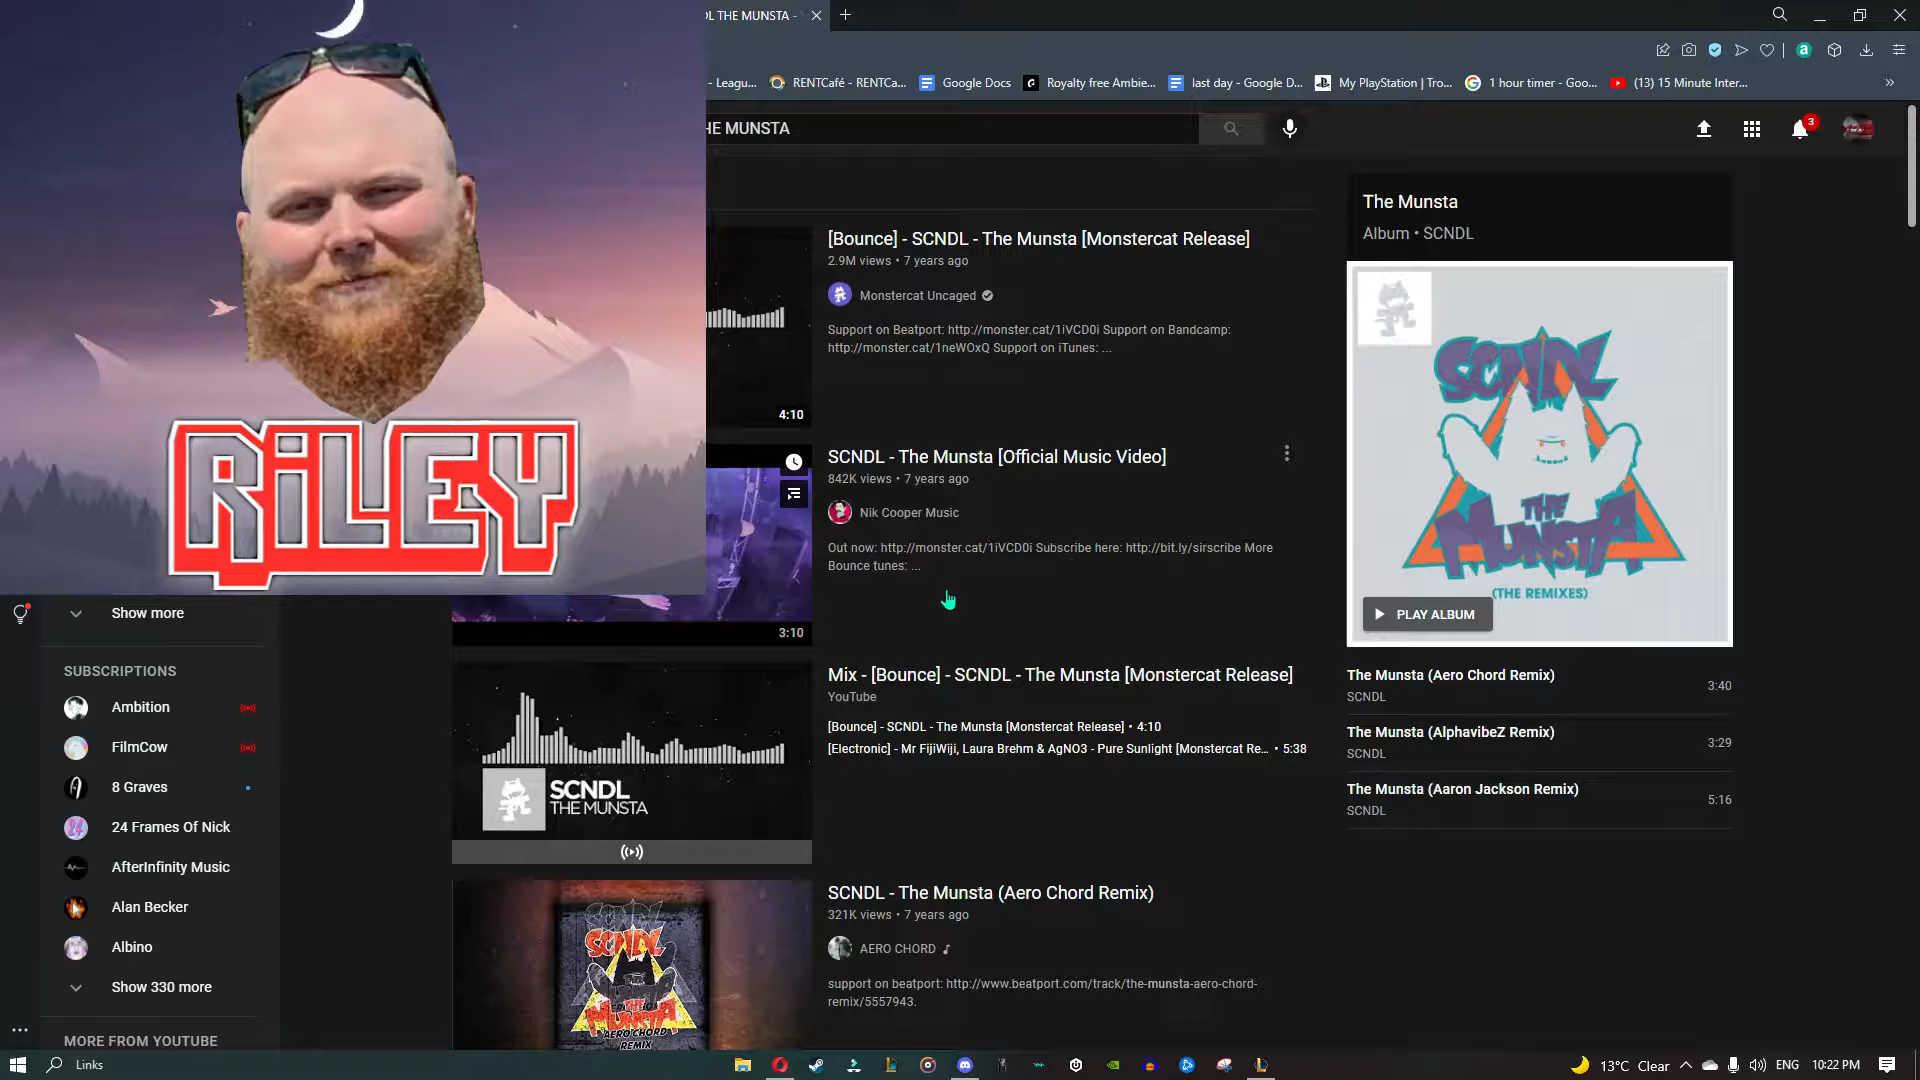 DL THE MUNSTA -
- Leagu...
RENTCafé - RENTCa...
Google Docs
Royalty free Ambie...
last day - Google D...
My PlayStation | Tro...
1 hour timer - Goo...
(13) 15 Minute Inter...
HE MUNSTA
3
RiLEY
Show more
SUBSCRIPTIONS
Ambition
FilmCow
8 Graves
24 Frames Of Nick
AfterInfinity Music
Alan Becker
Albino
Show 330 more
MORE FROM YOUTUBE
[Bounce] - SCNDL - The Munsta [Monstercat Release]
2.9M views • 7 years ago
Monstercat Uncaged
Support on Beatport: http://monster.cat/1iVCD0i Support on Bandcamp:
http://monster.cat/1neWOxQ Support on iTunes: ...
4:10
SCNDL - The Munsta [Official Music Video]
842K views • 7 years ago
Nik Cooper Music
Out now: http://monster.cat/1iVCD0i Subscribe here: http://bit.ly/sirscribe More
Bounce tunes: ...
3:10
Mix - [Bounce] - SCNDL - The Munsta [Monstercat Release]
YouTube
[Bounce] - SCNDL - The Munsta [Monstercat Release] • 4:10
[Electronic] - Mr FijiWiji, Laura Brehm & AgNO3 - Pure Sunlight [Monstercat Re... • 5:38
SCNDL
THE MUNSTA
SCNDL - The Munsta (Aero Chord Remix)
321K views • 7 years ago
AERO CHORD
support on beatport: http://www.beatport.com/track/the-munsta-aero-chord-
remix/5557943.
SCNDL
THE
MUNSTA
AERO CHORD
REMIX
The Munsta
Album • SCNDL
SCNDL
THE
MUNSTA
(THE REMIXES)
PLAY ALBUM
The Munsta (Aero Chord Remix)
SCNDL
3:40
The Munsta (AlphavibeZ Remix)
SCNDL
3:29
The Munsta (Aaron Jackson Remix)
SCNDL
5:16
Links
13°C Clear
ENG
10:22 PM